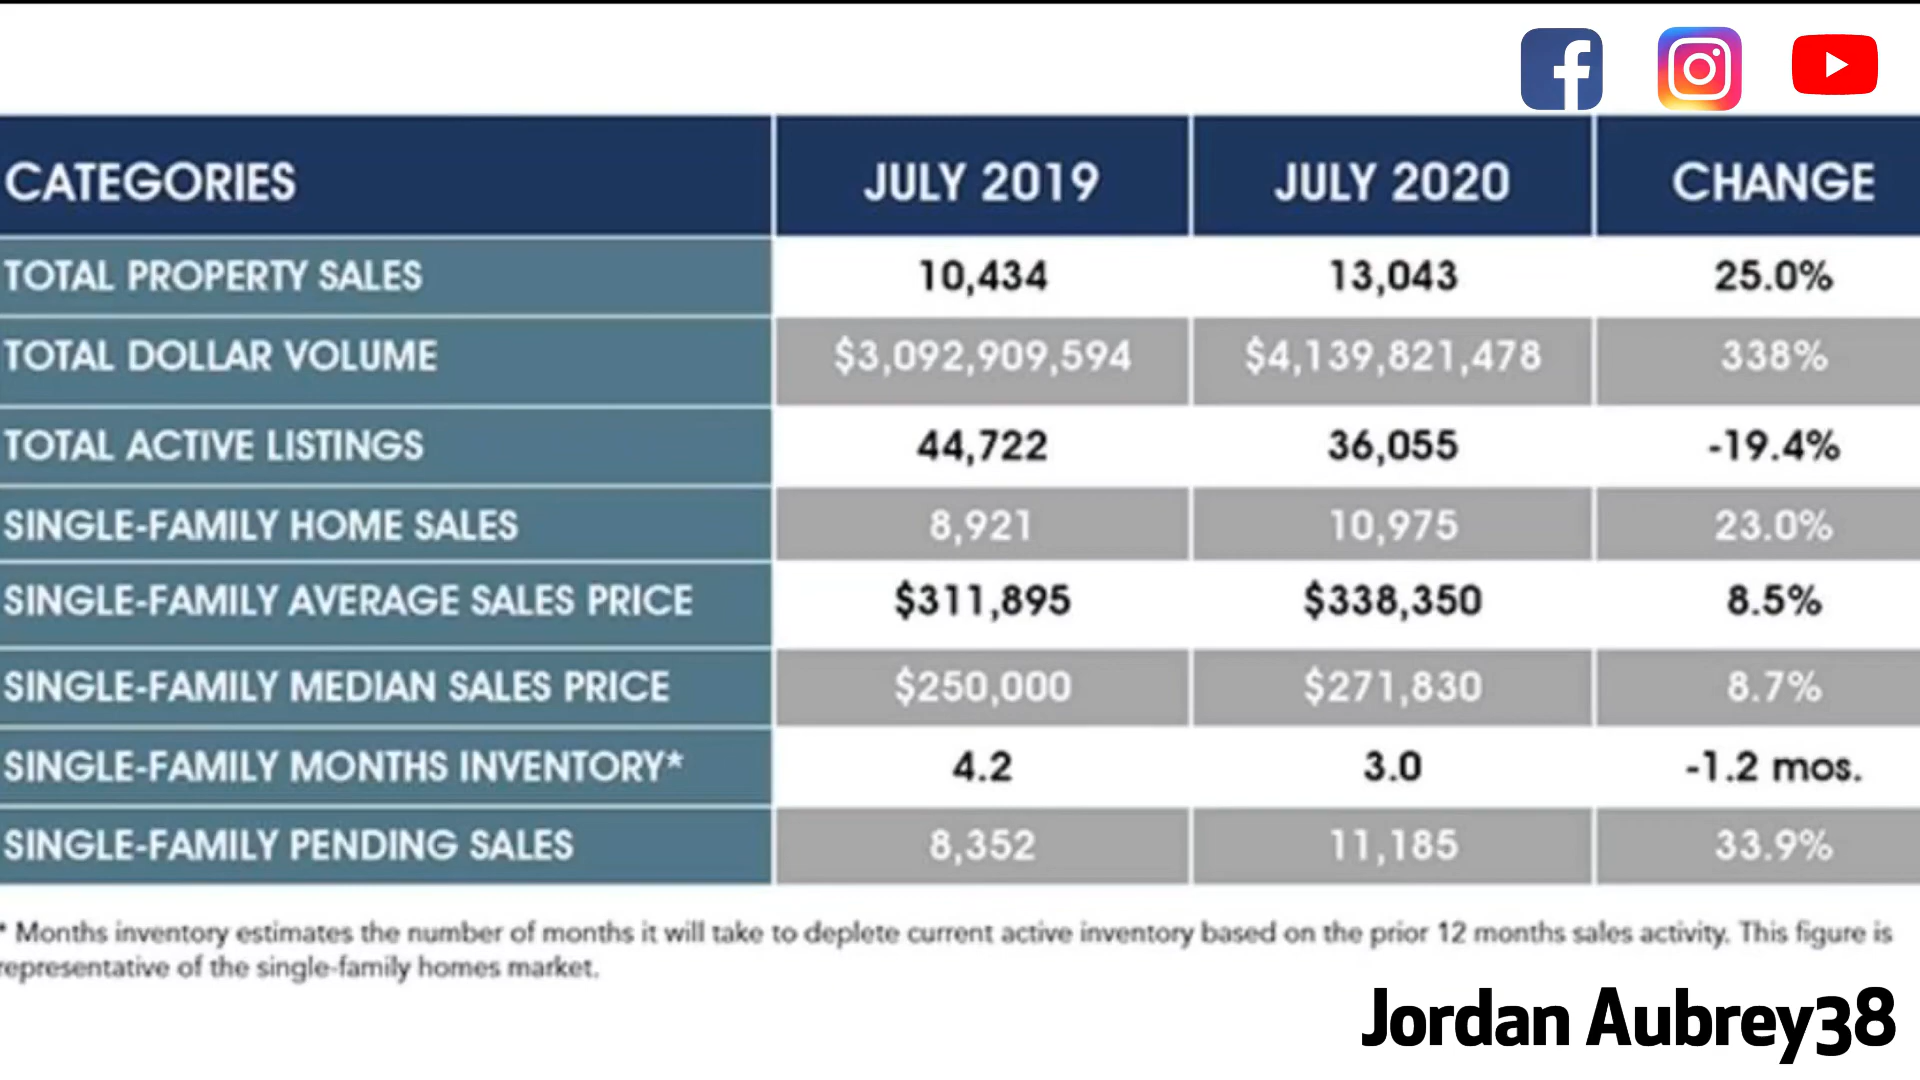 CATEGORIES JULY 2019 JULY 2020 CHANGE
TOTAL PROPERTY SALES 10,434 13,043 25.0%
TOTAL DOLLAR VOLUME $3,092,909,594 $4,139,821,478 338%
TOTAL ACTIVE LISTINGS 44,722 36,055 -19.4%
SINGLE-FAMILY HOME SALES 8,921 10,975 23.0%
SINGLE-FAMILY AVERAGE SALES PRICE $311,895 $338,350 8.5%
SINGLE-FAMILY MEDIAN SALES PRICE $250,000 $271,830 8.7%
SINGLE-FAMILY MONTHS INVENTORY* 4.2 3.0 -1.2 mos.
SINGLE-FAMILY PENDING SALES 8,352 11,185 33.9%
* Months inventory estimates the number of months it will take to deplete current active inventory based on the prior 12 months sales activity. This figure is
representative of the single-family homes market.
Jordan Aubrey38